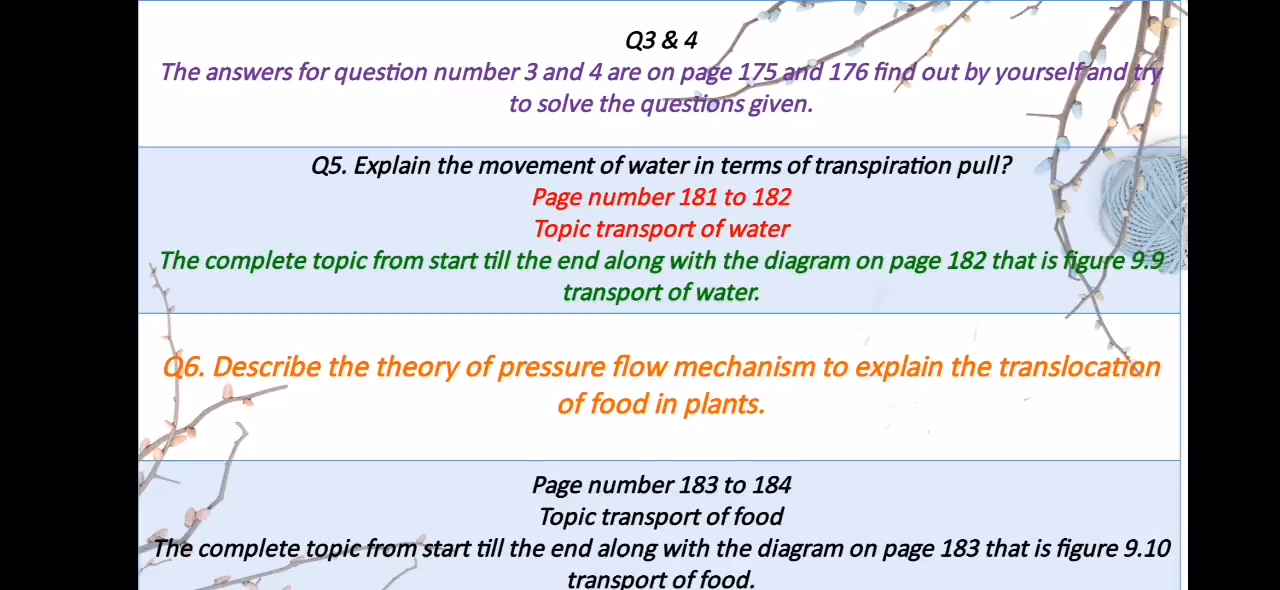 Q3 & 4
The answers for question number 3 and 4 are on page 175 and 176 find out by yourself and try
to solve the questions given.
Q5. Explain the movement of water in terms of transpiration pull?
Page number 181 to 182
Topic transport of water
The complete topic from start till the end along with the diagram on page 182 that is figure 9.9
transport of water.
Q6. Describe the theory of pressure flow mechanism to explain the translocation
of food in plants.
Page number 183 to 184
Topic transport of food
The complete topic from start till the end along with the diagram on page 183 that is figure 9.10
transport of food.